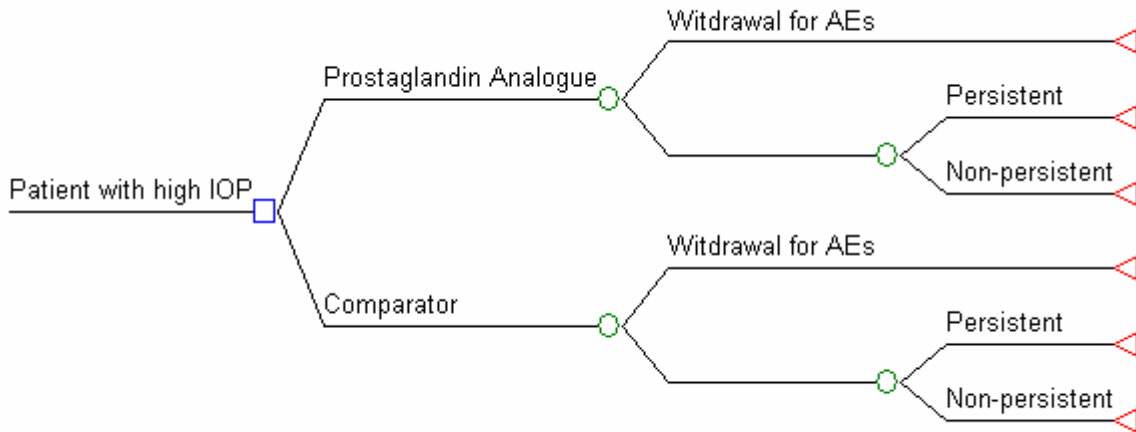 Witdrawal for AEs
Prostaglandin Analogue
Persistent
Non-persistent
Patient with high IOP
Witdrawal for AEs
Comparator
Persistent
Non-persistent